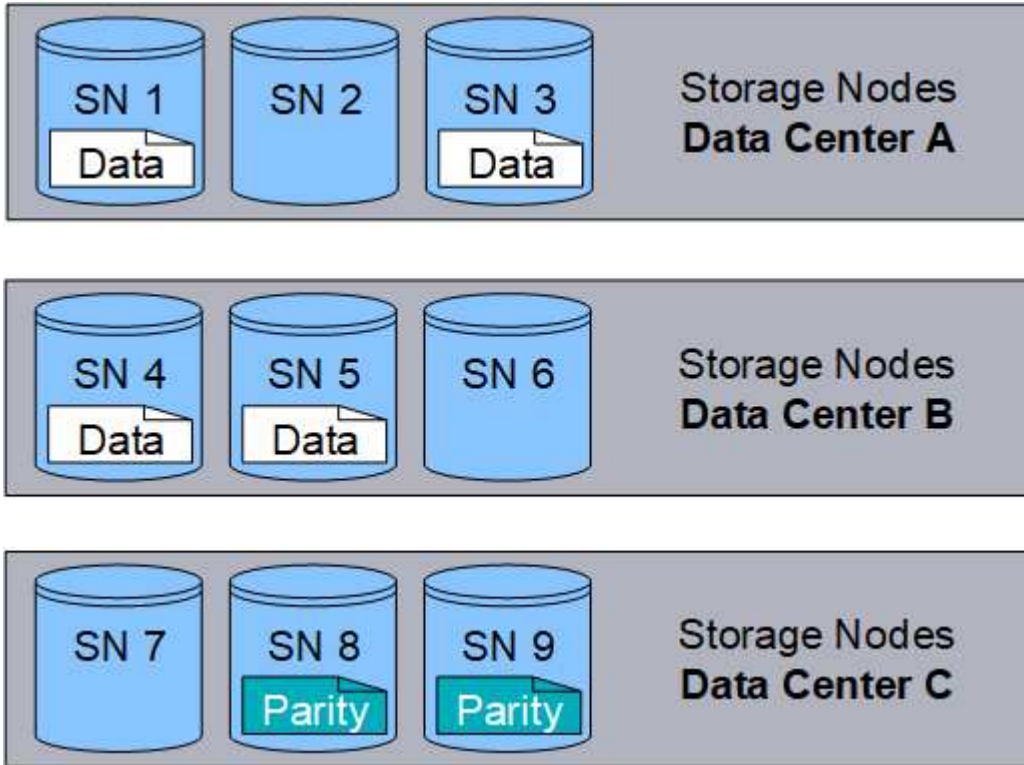 SN 1
SN 2
SN 3
Data
Data
Storage Nodes
Data Center A
SN 4
SN 5
SN 6
Data
Data
Storage Nodes
Data Center B
SN 7
SN 8
SN 9
Parity
Parity
Storage Nodes
Data Center C